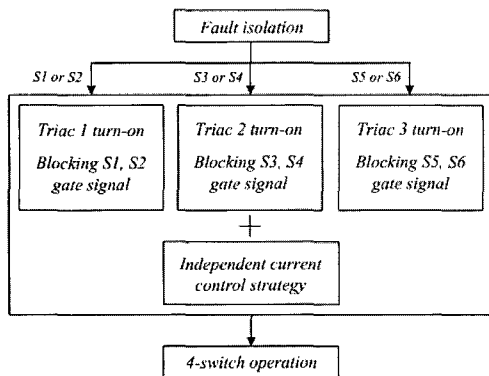 Fault isolation
S1 or S2
S3 or S4
S5 or S6
Triac 1 turn-on
Blocking S1, S2
gate signal
Triac 2 turn-on
Blocking S3, S4
gate signal
Triac 3 turn-on
Blocking S5, S6
gate signal
+
Independent current
control strategy
4-switch operation